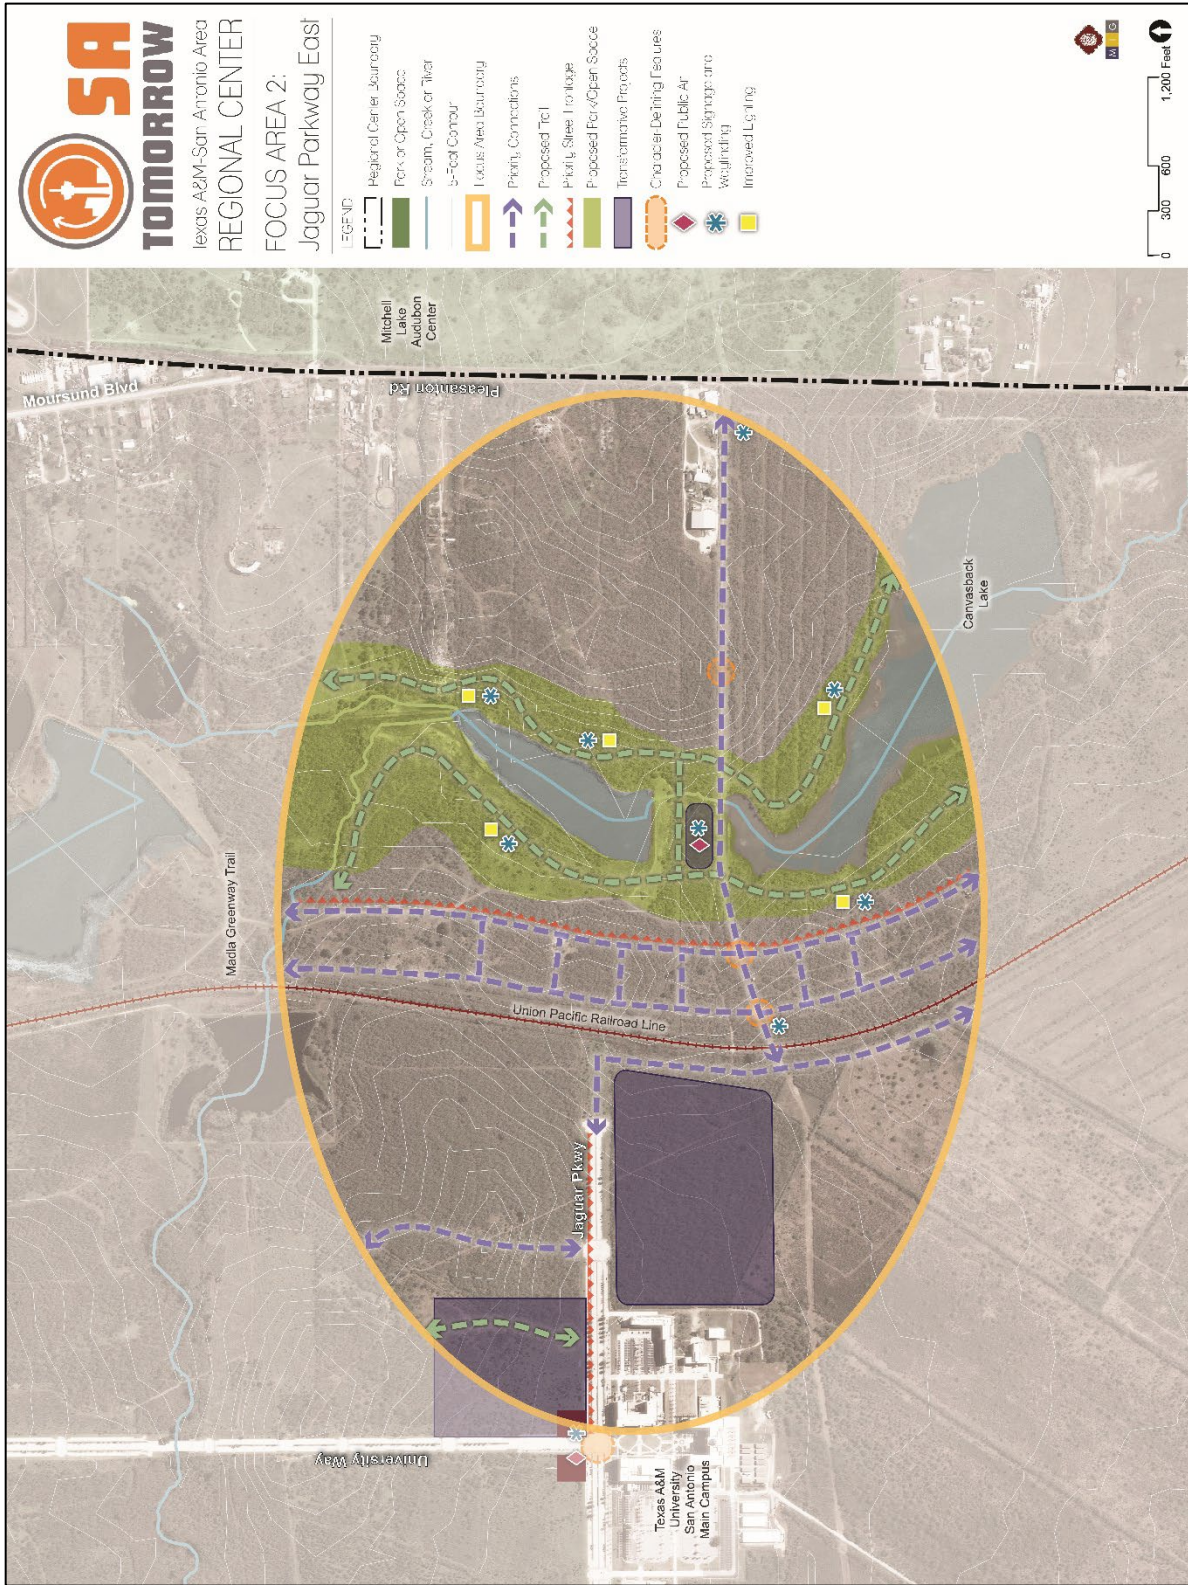 SA
TOMORROW
Texas A&M-San Antonio Area
REGIONAL CENTER
FOCUS AREA 2:
Jaguar Parkway East
LEGEND
Regional Center Boundary
Park or Open Space
Stream, Creek or River
5-Foot Contour
Focus Area Boundary
Priority Connections
Proposed Trail
Priority Street Frontage
Proposed Park/Open Space
Transformative Projects
Character-Defining Features
Proposed Public Art
Proposed Signage and
Wayfinding
Improved Lighting
0
300
600
1,200 Feet
M I G
Moursund Blvd
Pleasanton Rd
Mitchell
Lake
Audubon
Center
Canvasback
Lake
Madla Greenway Trail
Union Pacific Railroad Line
Jaguar Pkwy
University Way
Texas A&M
University
San Antonio
Main Campus